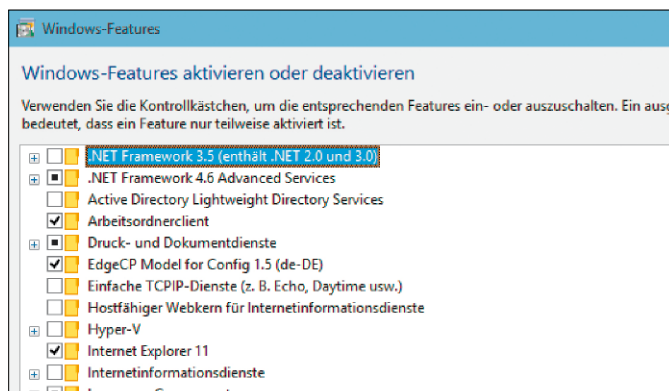 Windows-Features
Windows-Features aktivieren oder deaktivieren
Verwenden Sie die Kontrollkästchen, um die entsprechenden Features ein- oder auszuschalten. Ein
bedeutet, dass ein Feature nur teilweise aktiviert ist.
.NET Framework 3.5 (enthält .NET 2.0 und 3.0)
.NET Framework 4.6 Advanced Services
Active Directory Lightweight Directory Services
Arbeitsordnerclient
Druck- und Dokumentdienste
EdgeCP Model for Config 1.5 (de-DE)
Einfache TCPIP-Dienste (z. B. Echo, Daytime usw.)
Hostfähiger Webkern für Internetinformationsdienste
Hyper-V
Internet Explorer 11
Internetinformationsdienste